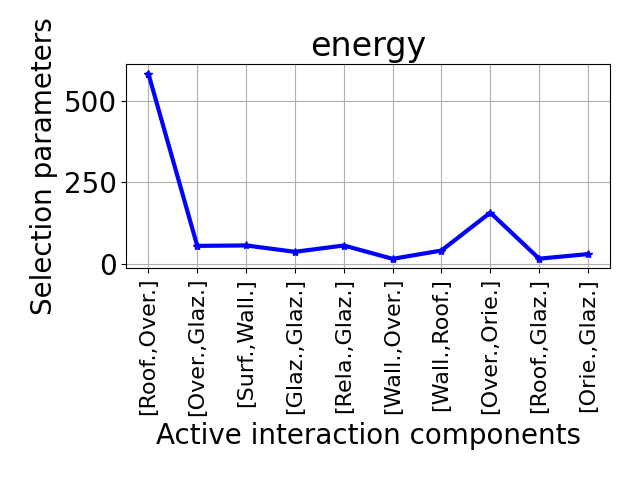 energy
Selection parameters
500
250
0
[Roof.,Over.]
[Over.,Glaz.]
[Surf.,Wall.]
[Glaz.,Glaz.]
[Rela.,Glaz.]
[Wall.,Over.]
[Wall.,Roof.]
[Over.,Orie.]
[Roof.,Glaz.]
[Orie.,Glaz.]
Active interaction components